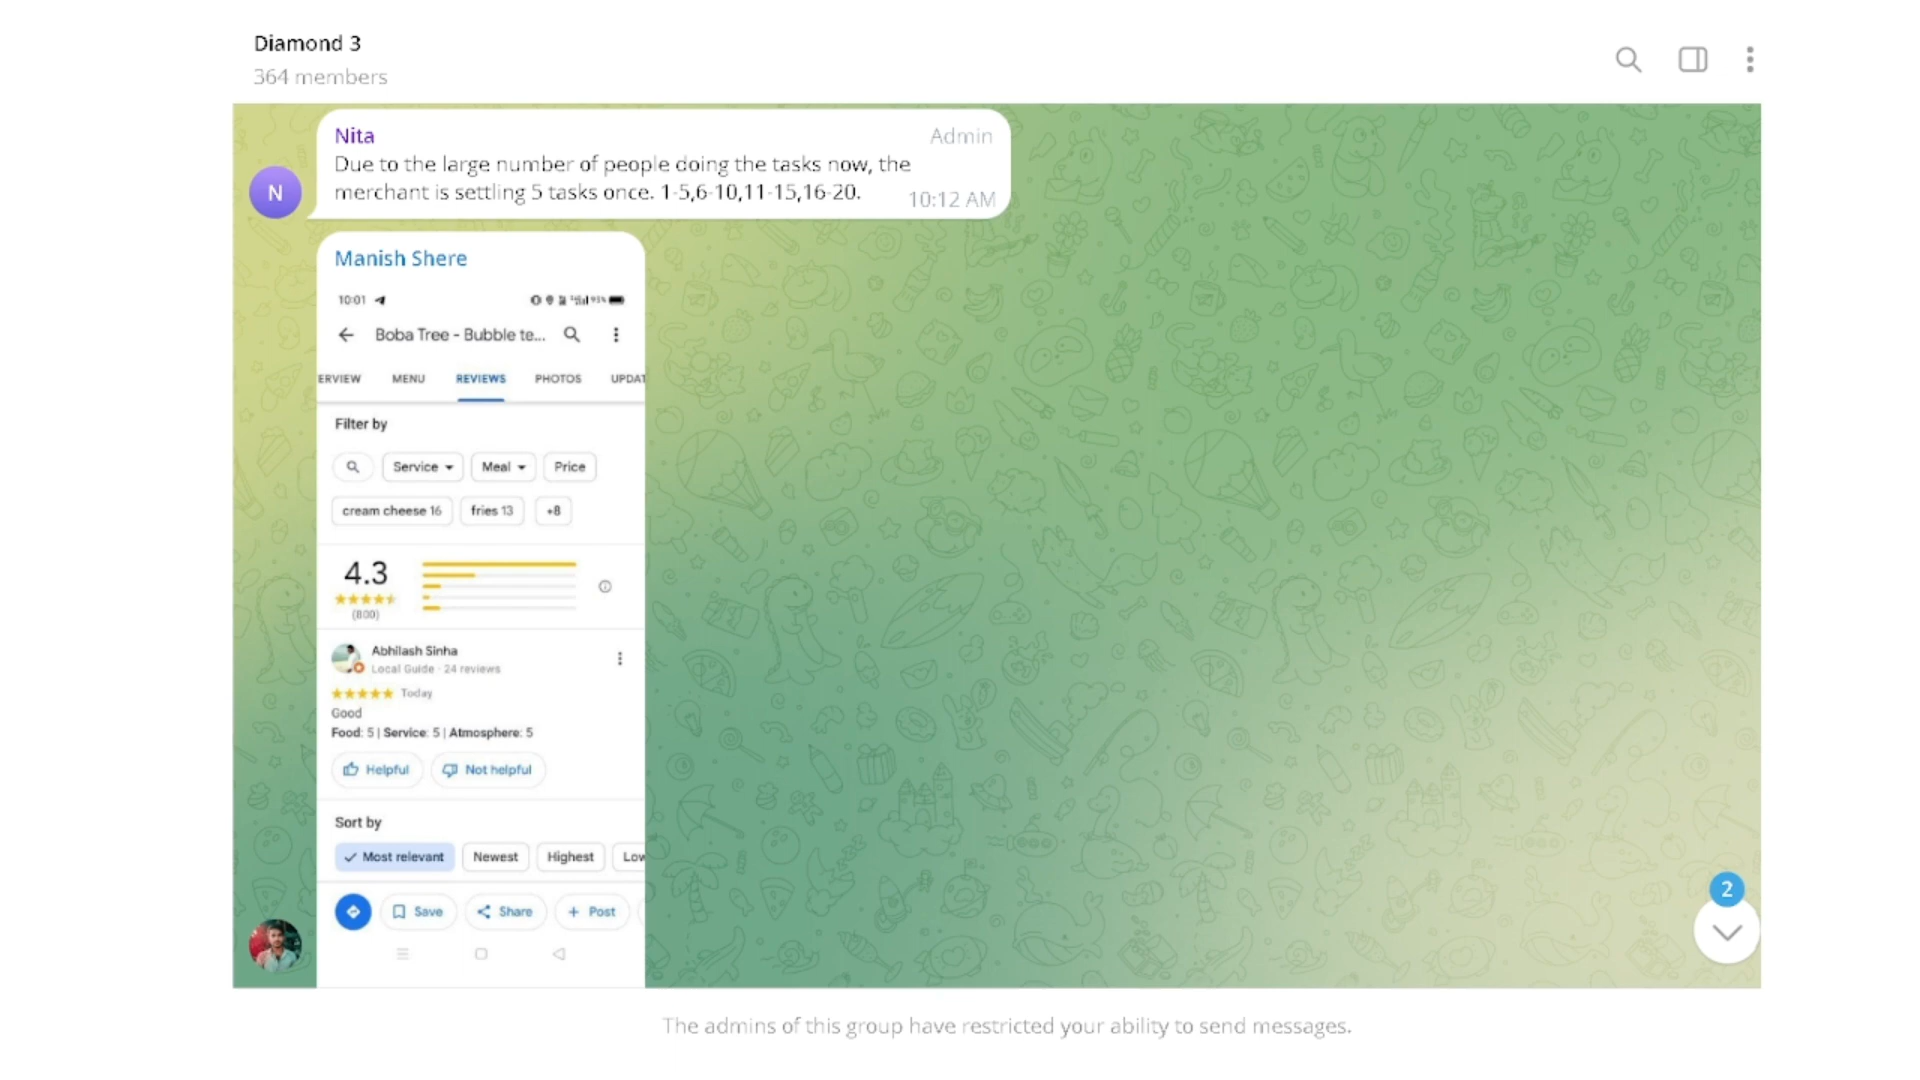 Diamond 3
364 members
Nita
Admin
Due to the large number of people doing the tasks now, the
merchant is settling 5 tasks once. 1-5,6-10,11-15,16-20.
10:12 AM
N
Manish Shere
10:01
Boba Tree - Bubble te...
ERVIEW MENU REVIEWS PHOTOS UPDAT
Filter by
Service Meal Price
cream cheese 16 fries 13 +8
4.3
(800)
Abhilash Sinha
Local Guide · 24 reviews
Today
Good
Food: 5 | Service: 5 | Atmosphere: 5
Helpful Not helpful
Sort by
Most relevant Newest Highest Low
Save Share + Post
2
The admins of this group have restricted your ability to send messages.